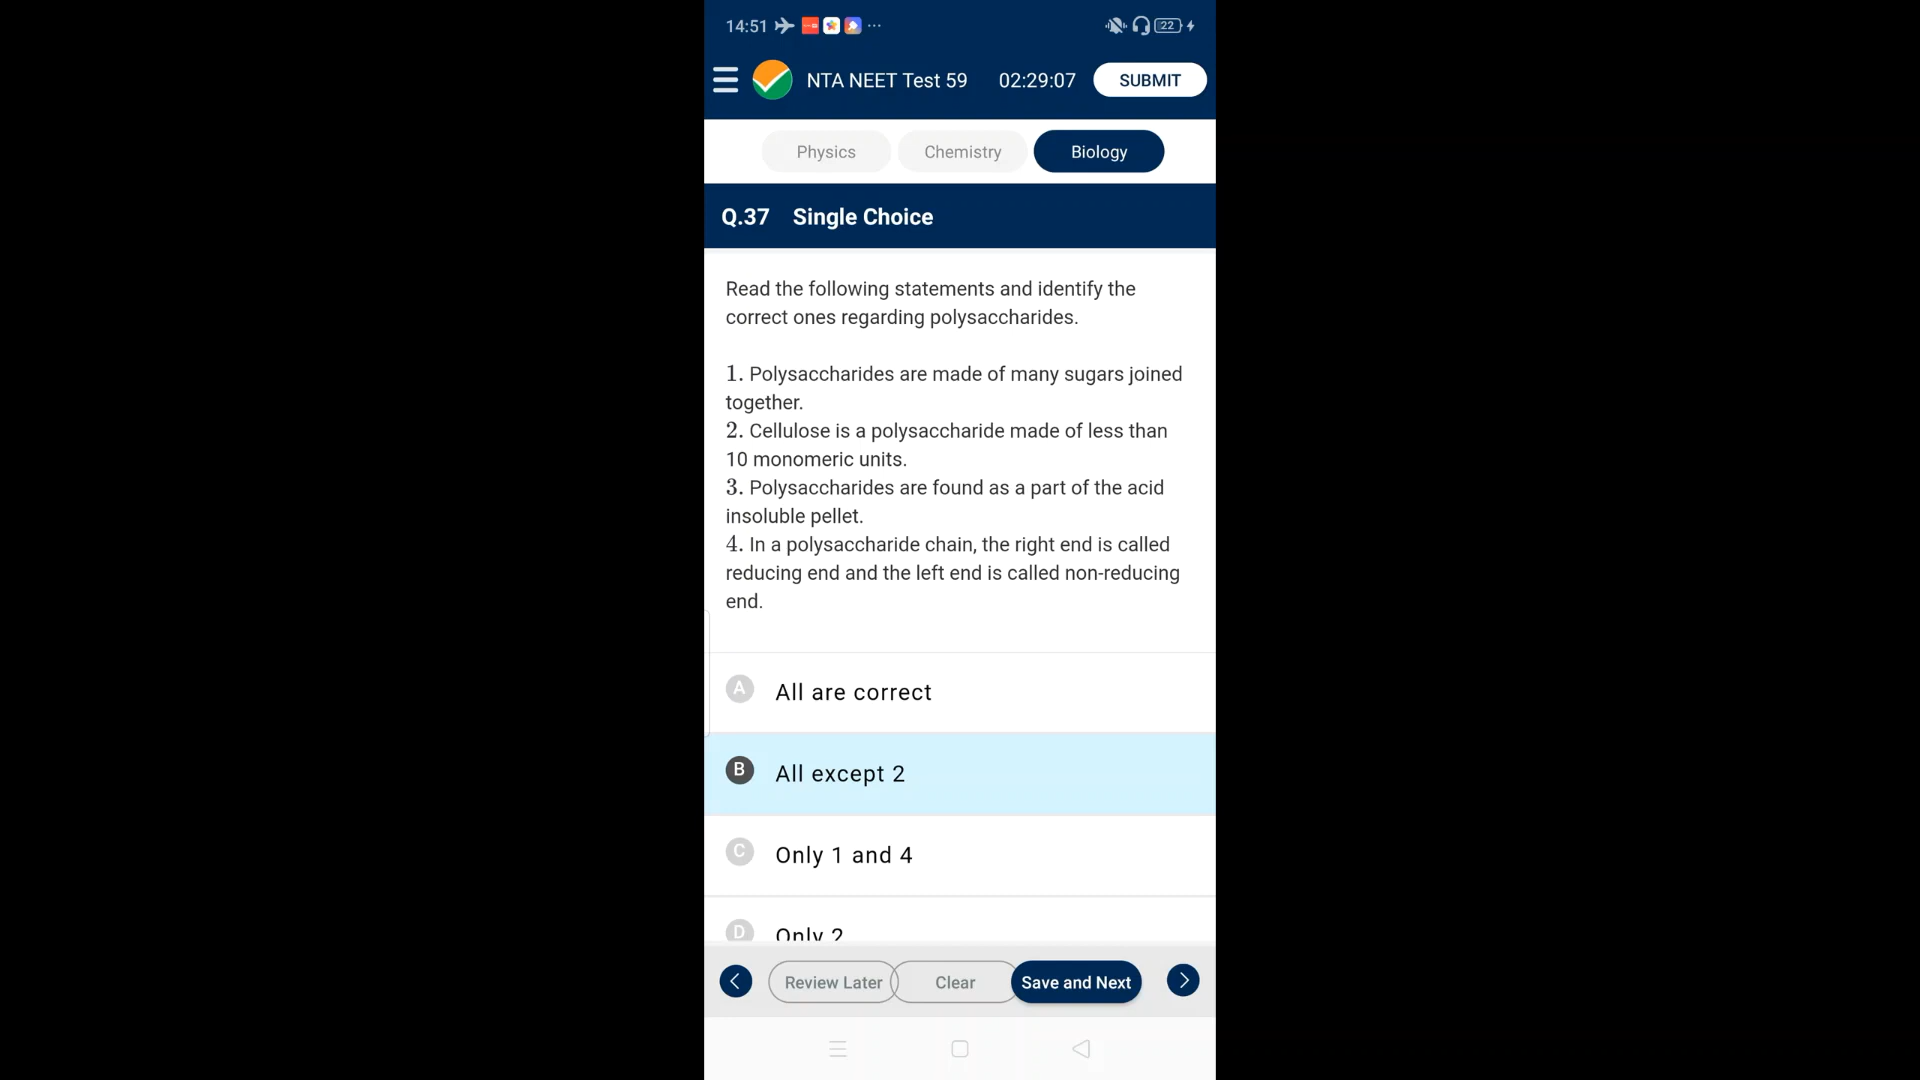 14:51 ... 22
NTA NEET Test 59 02:29:07 SUBMIT
Physics Chemistry Biology
Q.37 Single Choice
Read the following statements and identify the
correct ones regarding polysaccharides.
1. Polysaccharides are made of many sugars joined
together.
2. Cellulose is a polysaccharide made of less than
10 monomeric units.
3. Polysaccharides are found as a part of the acid
insoluble pellet.
4. In a polysaccharide chain, the right end is called
reducing end and the left end is called non-reducing
end.
A All are correct
B All except 2
C Only 1 and 4
D Only 2
Review Later Clear Save and Next